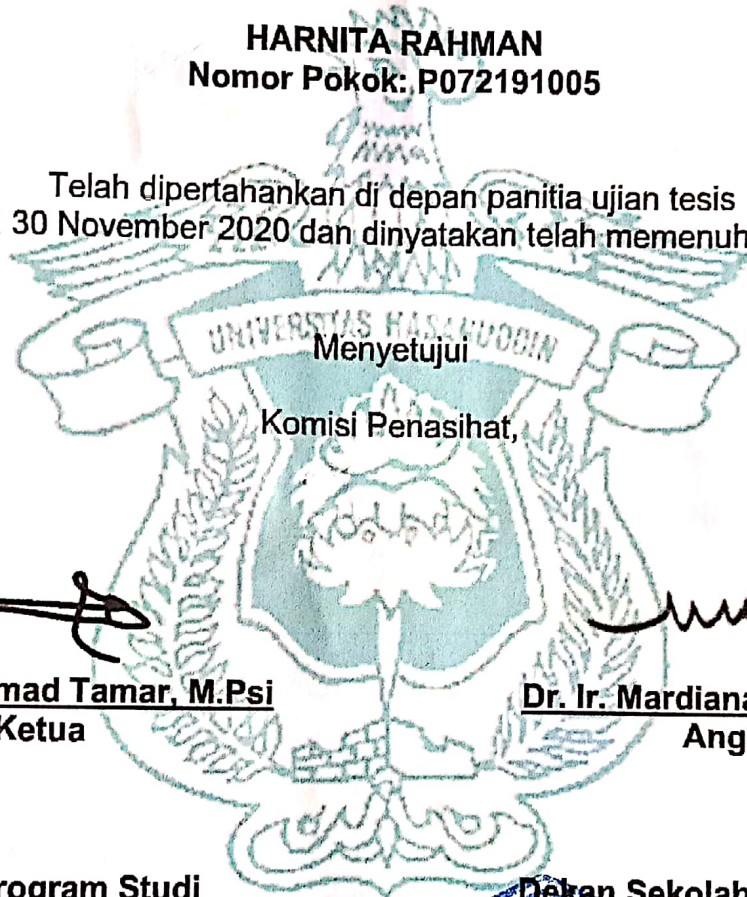 HARNITA RAHMAN
Nomor Pokok: P072191005
Telah dipertahankan di depan panitia ujian tesis
30 November 2020 dan dinyatakan telah memenuh
UNIVERSITAS HASANUDDIN
Menyetujui
Komisi Penasihat,
mad Tamar, M.Psi
Dr. Ir. Mardiana
Ketua
Ang
rogram Studi
Dekan Sekolah